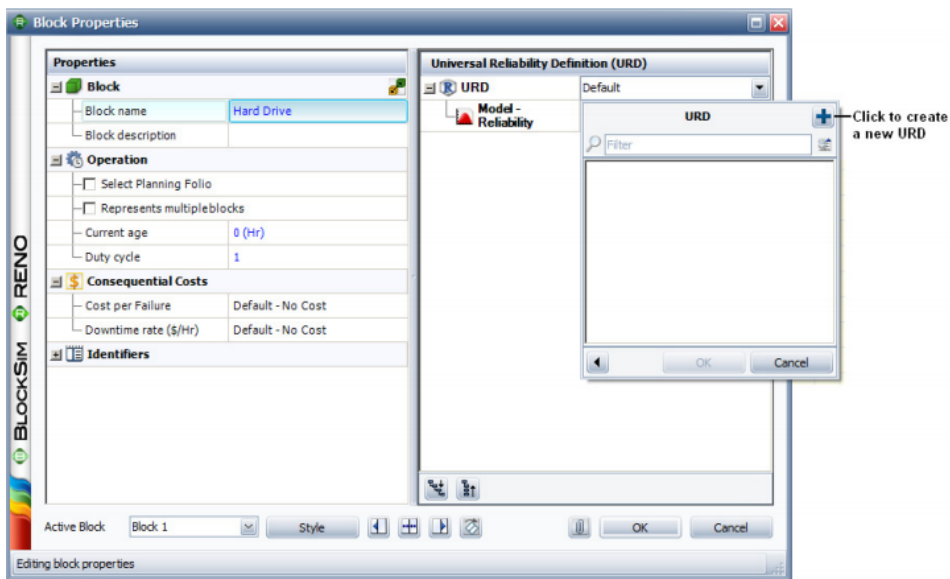 Block Properties
Properties
Block
Block name Hard Drive
Block description
Operation
Select Planning Folio
Represents multipleblocks
Current age 0 (Hr)
Duty cycle 1
Consequential Costs
Cost per Failure Default - No Cost
Downtime rate ($/Hr) Default - No Cost
Identifiers
Universal Reliability Definition (URD)
URD Default
Model -
Reliability
URD
Filter
OK Cancel
Click to create
a new URD
BLOCKSIM RENO
Active Block Block 1 Style OK Cancel
Editing block properties